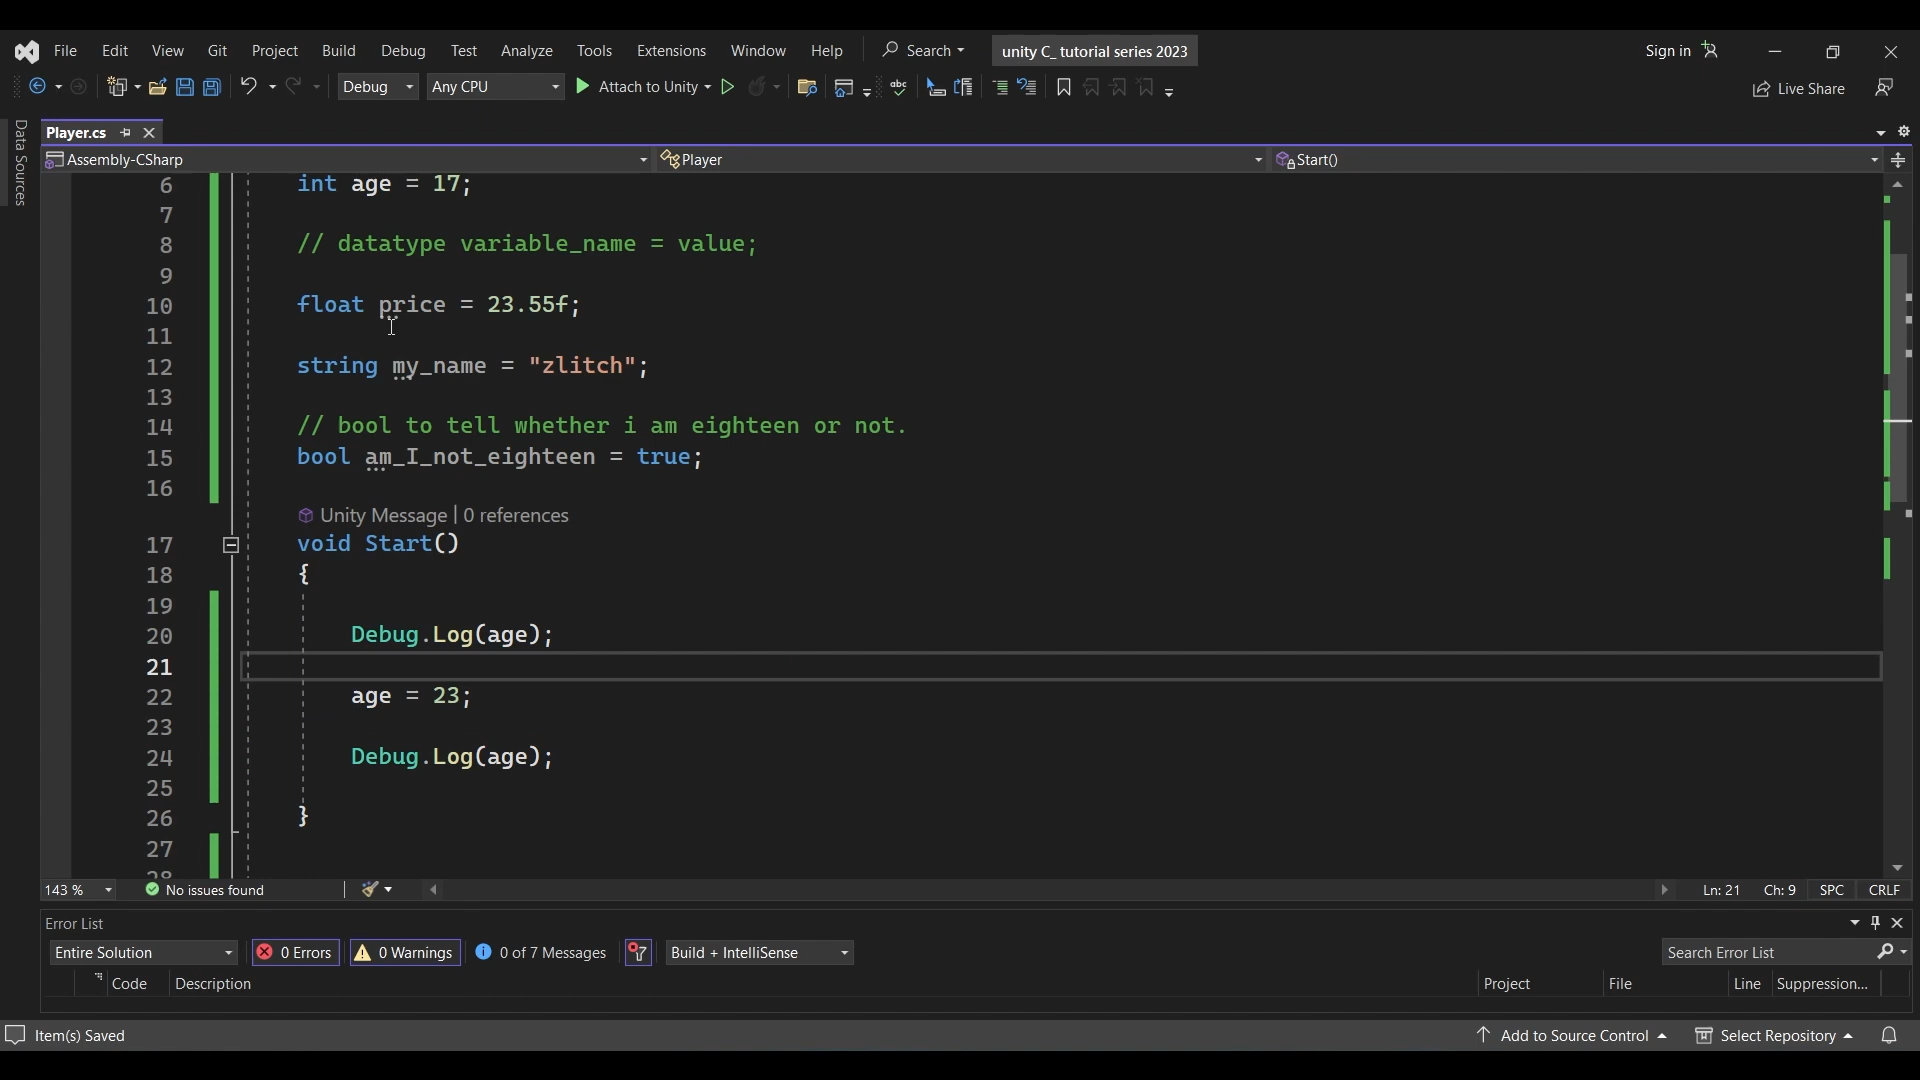 File Edit View Git Project Build Debug Test Analyze Tools Extensions Window Help Search unity C_ tutorial series 2023 Sign in
Debug Any CPU Attach to Unity Live Share
Data Sources
Player.cs
Assembly-CSharp Player Start()
6 int age = 17;
7
8 // datatype variable_name = value;
9
10 float price = 23.55f;
11
12 string my_name = "zlitch";
13
14 // bool to tell whether i am eighteen or not.
15 bool am_I_not_eighteen = true;
16
Unity Message | 0 references
17 void Start()
18 {
19
20 Debug.Log(age);
21
22 age = 23;
23
24 Debug.Log(age);
25
26 }
27
28
143 % No issues found Ln: 21 Ch: 9 SPC CRLF
Error List
Entire Solution 0 Errors 0 Warnings 0 of 7 Messages Build + IntelliSense Search Error List
Code Description Project File Line Suppression...
Item(s) Saved Add to Source Control Select Repository